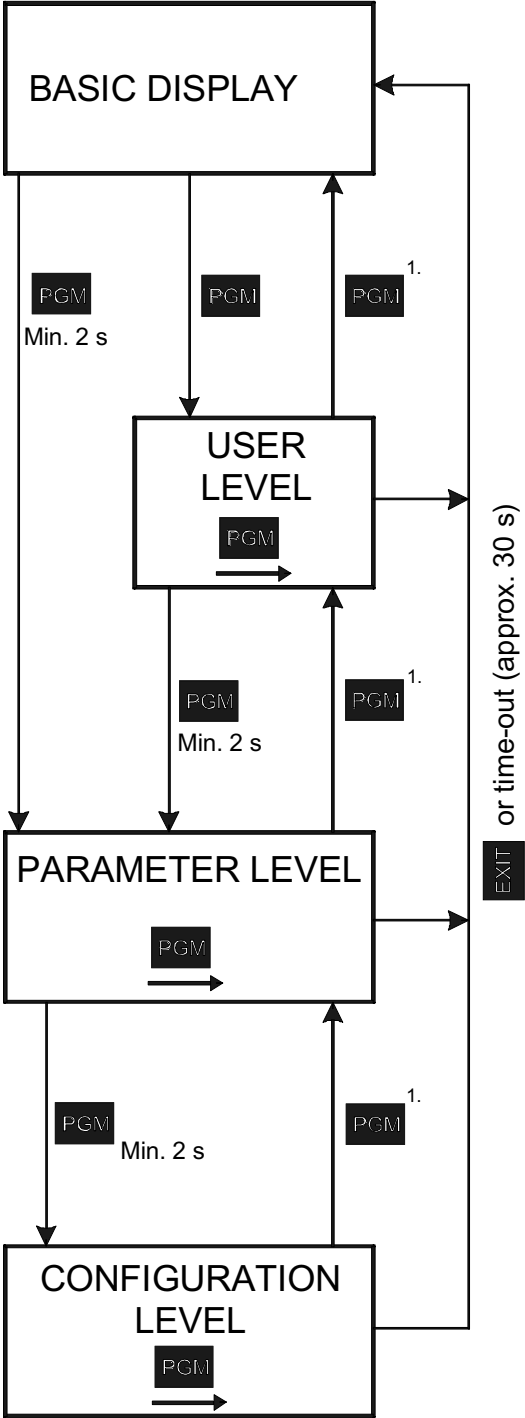 BASIC DISPLAY
PGM
Min. 2 s
PGM
PGM 1.
USER
LEVEL
PGM
PGM
Min. 2 s
PGM 1.
EXIT or time-out (approx. 30 s)
PARAMETER LEVEL
PGM
PGM
Min. 2 s
PGM 1.
CONFIGURATION
LEVEL
PGM